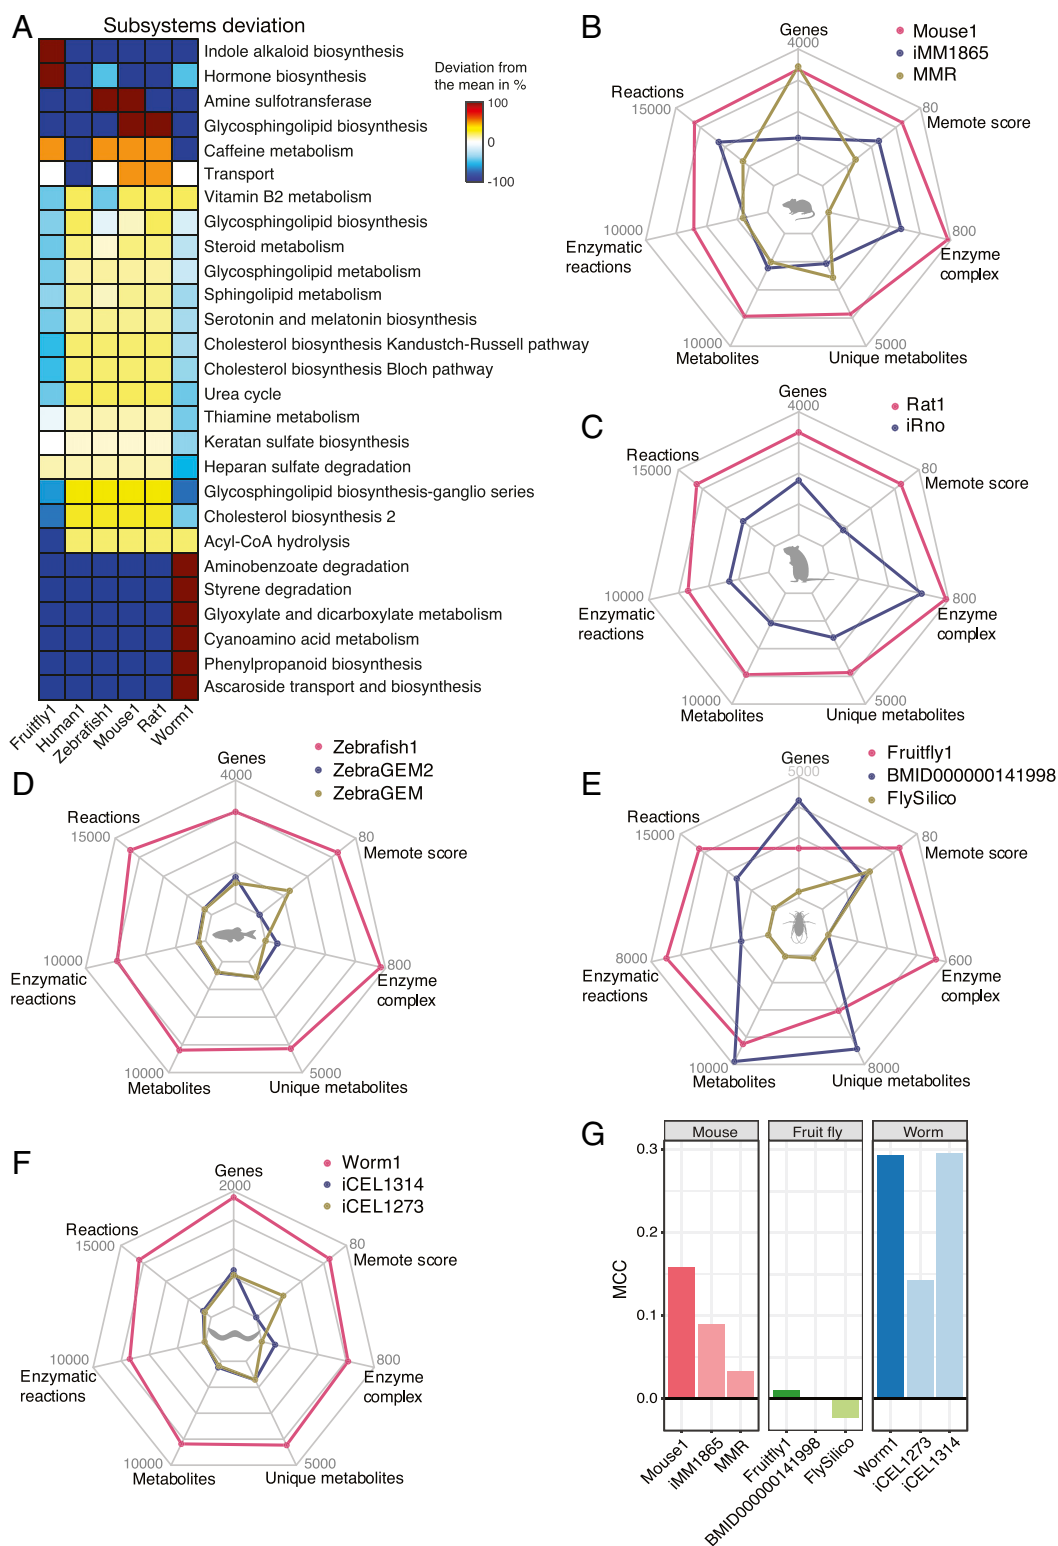 A
Subsystems deviation
Indole alkaloid biosynthesis
Hormone biosynthesis
Amine sulfotransferase
Glycosphingolipid biosynthesis
Caffeine metabolism
Transport
Vitamin B2 metabolism
Glycosphingolipid biosynthesis
Steroid metabolism
Glycosphingolipid metabolism
Sphingolipid metabolism
Serotonin and melatonin biosynthesis
Cholesterol biosynthesis Kandustch-Russell pathway
Cholesterol biosynthesis Bloch pathway
Urea cycle
Thiamine metabolism
Keratan sulfate biosynthesis
Heparan sulfate degradation
Glycosphingolipid biosynthesis-ganglio series
Cholesterol biosynthesis 2
Acyl-CoA hydrolysis
Aminobenzoate degradation
Styrene degradation
Glyoxylate and dicarboxylate metabolism
Cyanoamino acid metabolism
Phenylpropanoid biosynthesis
Ascaroside transport and biosynthesis
Fruitfly1
Human1
Zebrafish1
Mouse1
Rat1
Worm1
Deviation from
the mean in %
100
0
-100
B
Mouse1
iMM1865
MMR
Genes
4000
Reactions
15000
80
Memote score
10000
Enzymatic
reactions
800
Enzyme
complex
10000
Metabolites
5000
Unique metabolites
C
Rat1
iRno
Genes
4000
Reactions
15000
80
Memote score
10000
Enzymatic
reactions
800
Enzyme
complex
10000
Metabolites
5000
Unique metabolites
D
Zebrafish1
ZebraGEM2
ZebraGEM
Genes
4000
Reactions
15000
80
Memote score
10000
Enzymatic
reactions
800
Enzyme
complex
10000
Metabolites
5000
Unique metabolites
E
Fruitfly1
BMID000000141998
FlySilico
Genes
5000
Reactions
15000
80
Memote score
8000
Enzymatic
reactions
600
Enzyme
complex
10000
Metabolites
8000
Unique metabolites
F
Worm1
iCEL1314
iCEL1273
Genes
2000
Reactions
15000
80
Memote score
10000
Enzymatic
reactions
800
Enzyme
complex
10000
Metabolites
5000
Unique metabolites
G
Mouse
Fruit fly
Worm
MCC
0.3
0.2
0.1
0.0
Mouse1
iMM1865
MMR
Fruitfly1
BMID000000141998
FlySilico
Worm1
iCEL1273
iCEL1314